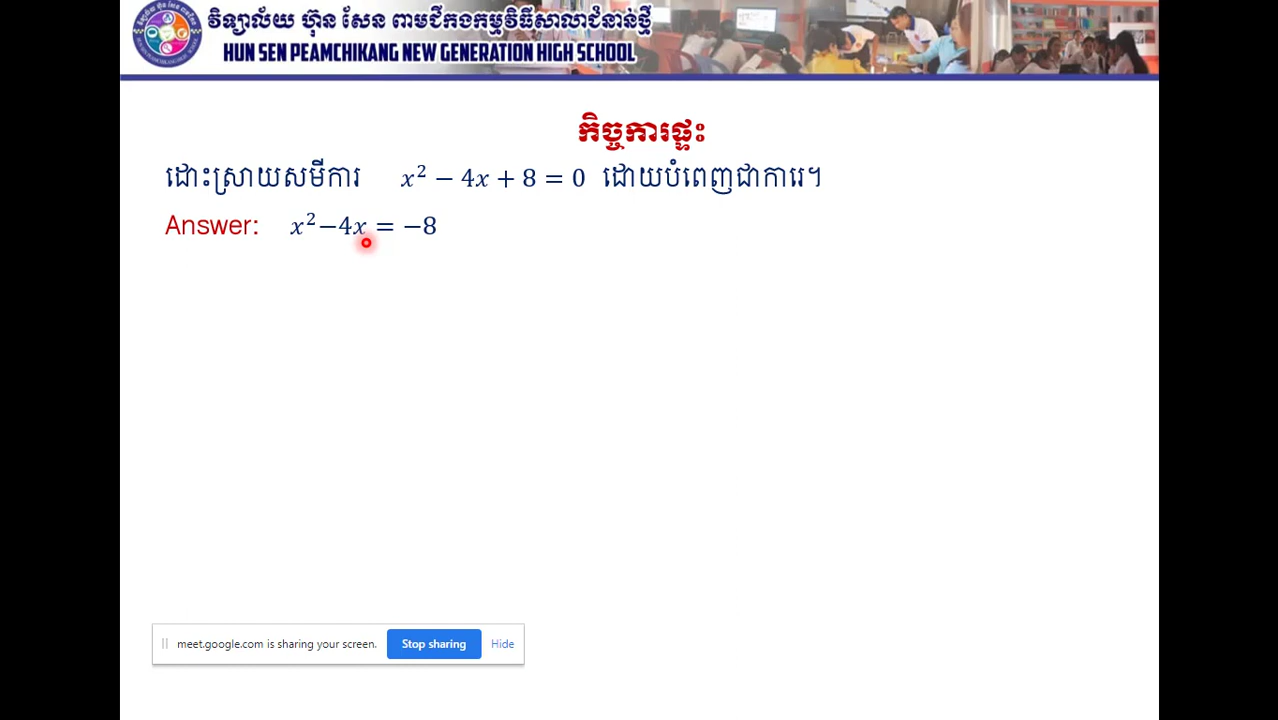 វិទ្យាល័យ ហ៊ុន សែន ពាមជីកងកម្មវិធីសាលាជំនាន់ថ្មី
HUN SEN PEAMCHIKANG NEW GENERATION HIGH SCHOOL
កិច្ចការផ្ទះ
ដោះស្រាយសមីការ x² − 4x + 8 = 0 ដោយបំពេញជាការេ។
Answer: x²−4x = −8
meet.google.com is sharing your screen. Stop sharing Hide